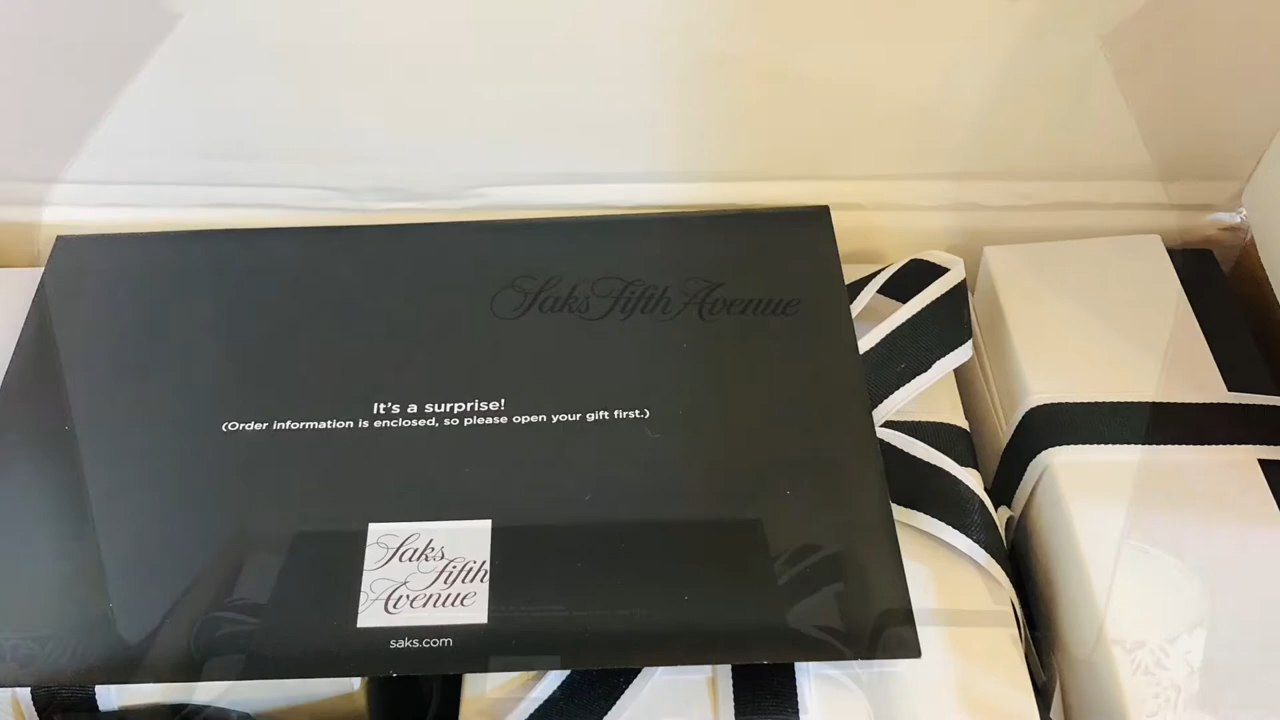 Saks Fifth Avenue
It's a surprise!
(Order information is enclosed, so please open your gift first.)
Saks
Fifth
Avenue
saks.com